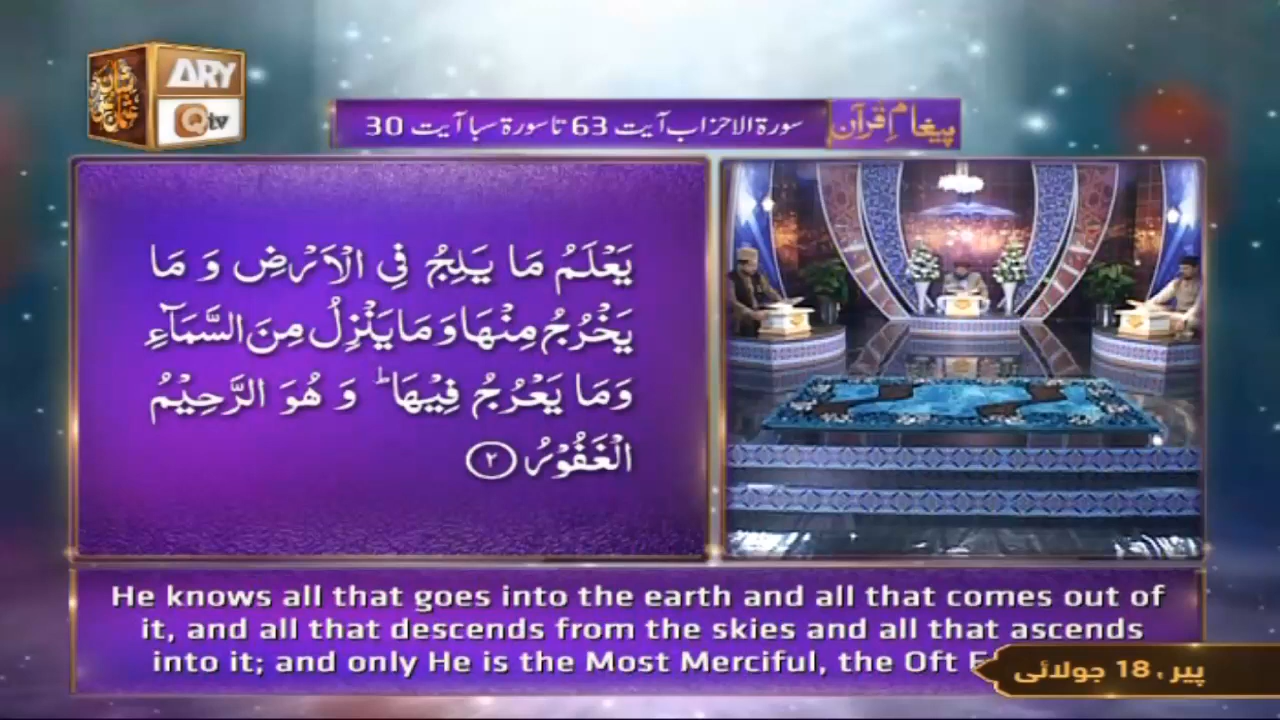 ARY
Qtv
پیغامِ قرآن
سورۃ الاحزاب آیت 63 تا سورۃ سبا آیت 30
يَعْلَمُ مَا يَلِجُ فِي الْاَرْضِ وَ مَا
يَخْرُجُ مِنْهَا وَمَا يَنْزِلُ مِنَ السَّمَآءِ
وَمَا يَعْرُجُ فِيْهَا ؕ وَ هُوَ الرَّحِيْمُ
الْغَفُوْرُ ٢
He knows all that goes into the earth and all that comes out of
it, and all that descends from the skies and all that ascends
into it; and only He is the Most Merciful, the Oft
پیر، 18 جولائی